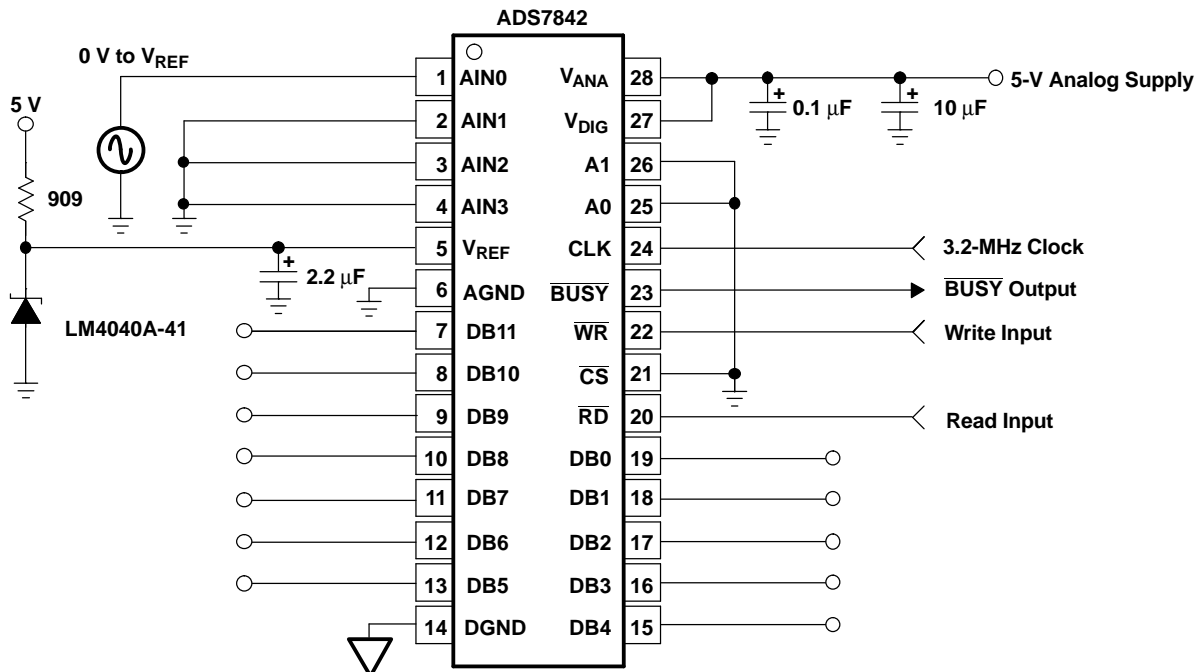 ADS7842
0 V to VREF
5 V
909
LM4040A-41
2.2 μF
+
1 AIN0
2 AIN1
3 AIN2
4 AIN3
5 VREF
6 AGND
7 DB11
8 DB10
9 DB9
10 DB8
11 DB7
12 DB6
13 DB5
14 DGND
VANA 28
VDIG 27
A1 26
A0 25
CLK 24
BUSY 23
WR 22
CS 21
RD 20
DB0 19
DB1 18
DB2 17
DB3 16
DB4 15
+
0.1 μF
+
10 μF
5-V Analog Supply
3.2-MHz Clock
BUSY Output
Write Input
Read Input